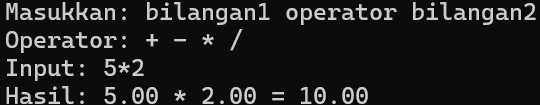 Masukkan: bilangan1 operator bilangan2
Operator: + - * /
Input: 5*2
Hasil: 5.00 * 2.00 = 10.00